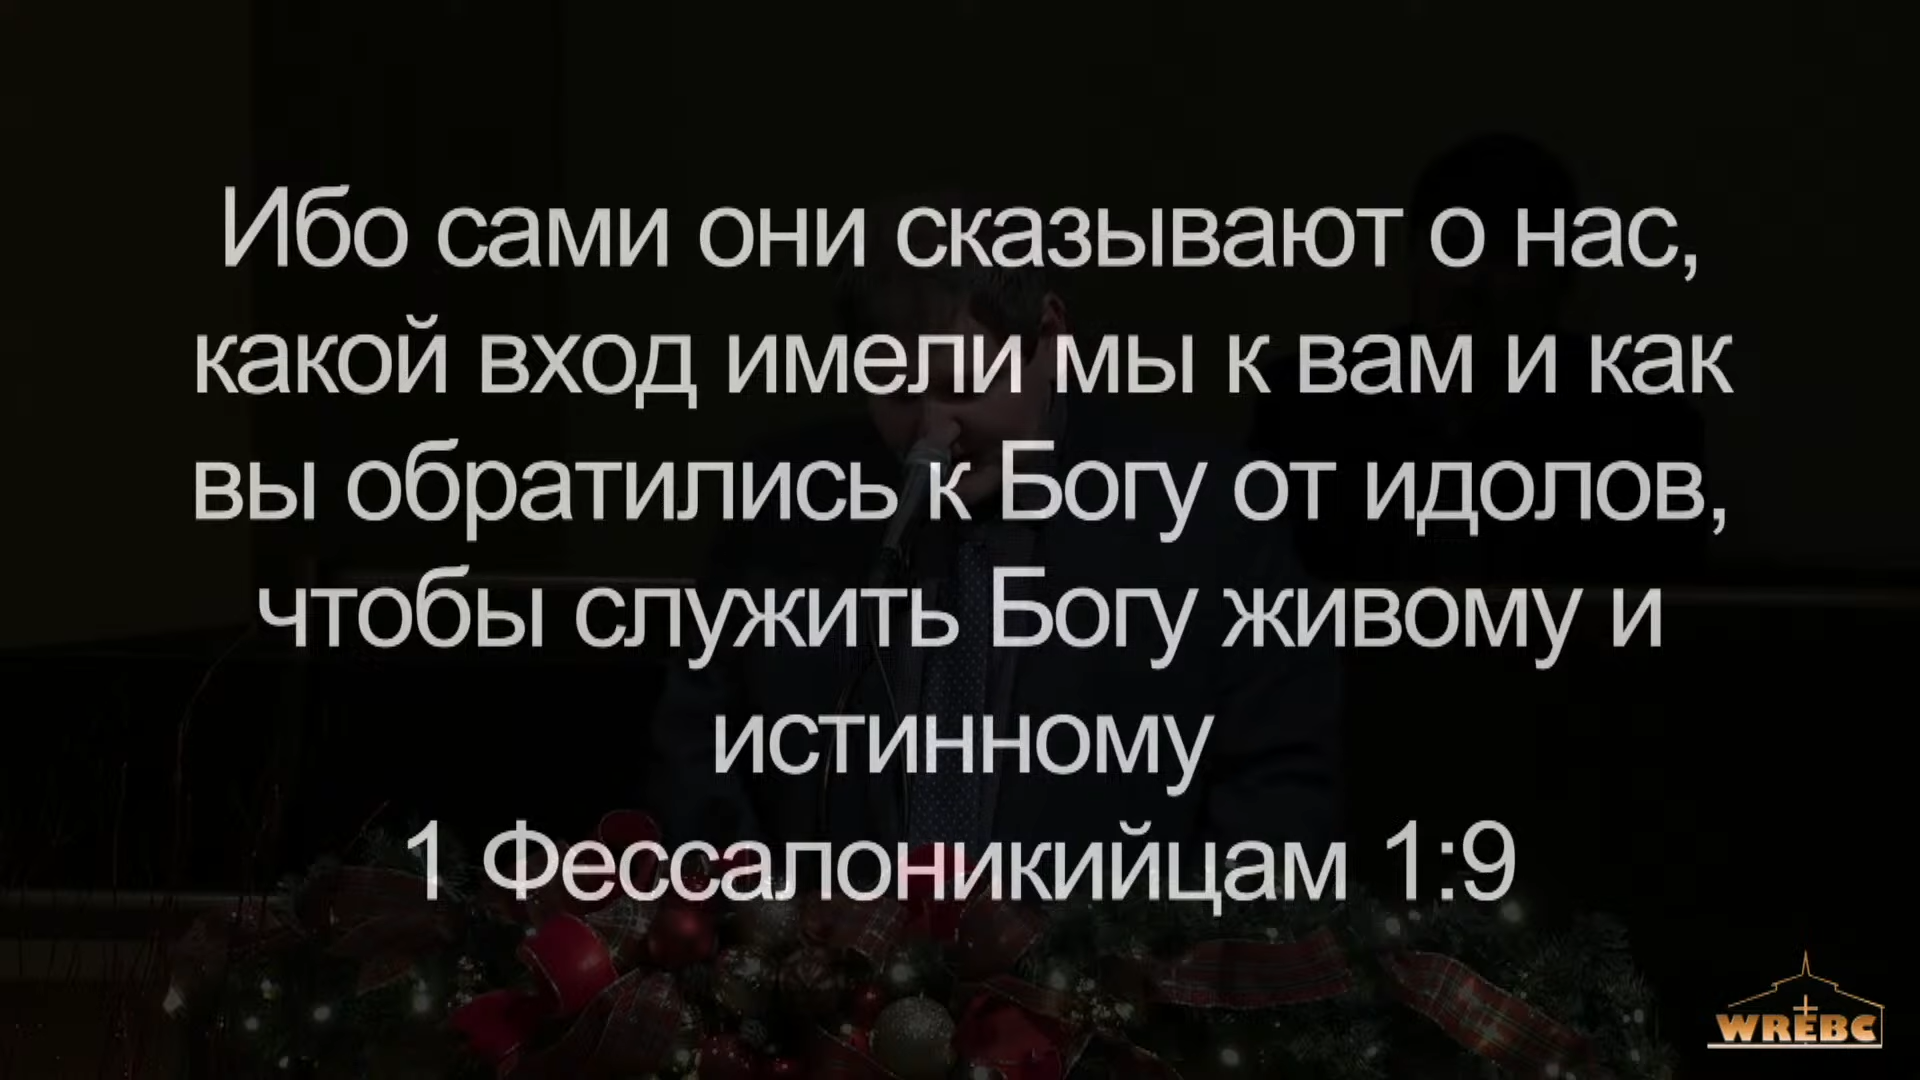 Ибо сами они сказывают о нас,
какой вход имели мы к вам и как
вы обратились к Богу от идолов,
чтобы служить Богу живому и
истинному
1 Фессалоникийцам 1:9
WREBC